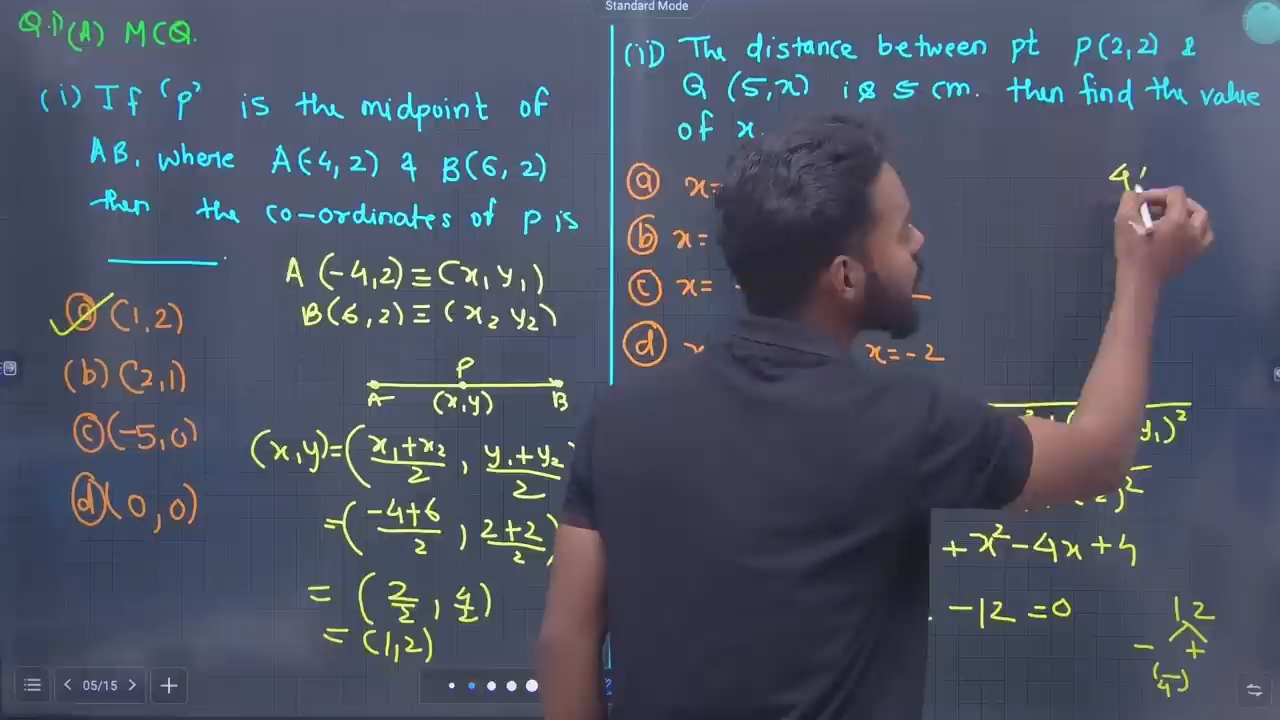 Standard Mode
Q.1)(A) MCQ.
(i) If 'p' is the midpoint of
AB, where A(-4, 2) & B(6, 2)
then the co-ordinates of p is
(a) (1, 2)
(b) (2, 1)
(c) (-5, 0)
(d) (0, 0)
A (-4, 2) ≡ (x₁ y₁)
B (6, 2) ≡ (x₂ y₂)
P
A (x, y) B
(x, y) = (x₁+x₂/2 , y₁+y₂/2
= (-4+6/2 , 2+2/2)
= (2/2 , 4/2)
= (1, 2)
(ii) The distance between pt P(2, 2) &
Q (5, x) is 5 cm. then find the value
of x.
(a) x=
(b) x=
(c) x=
(d) x = -2
y₁)²
)²
+ x² - 4x + 4
-12 = 0
12
- +
4
05/15